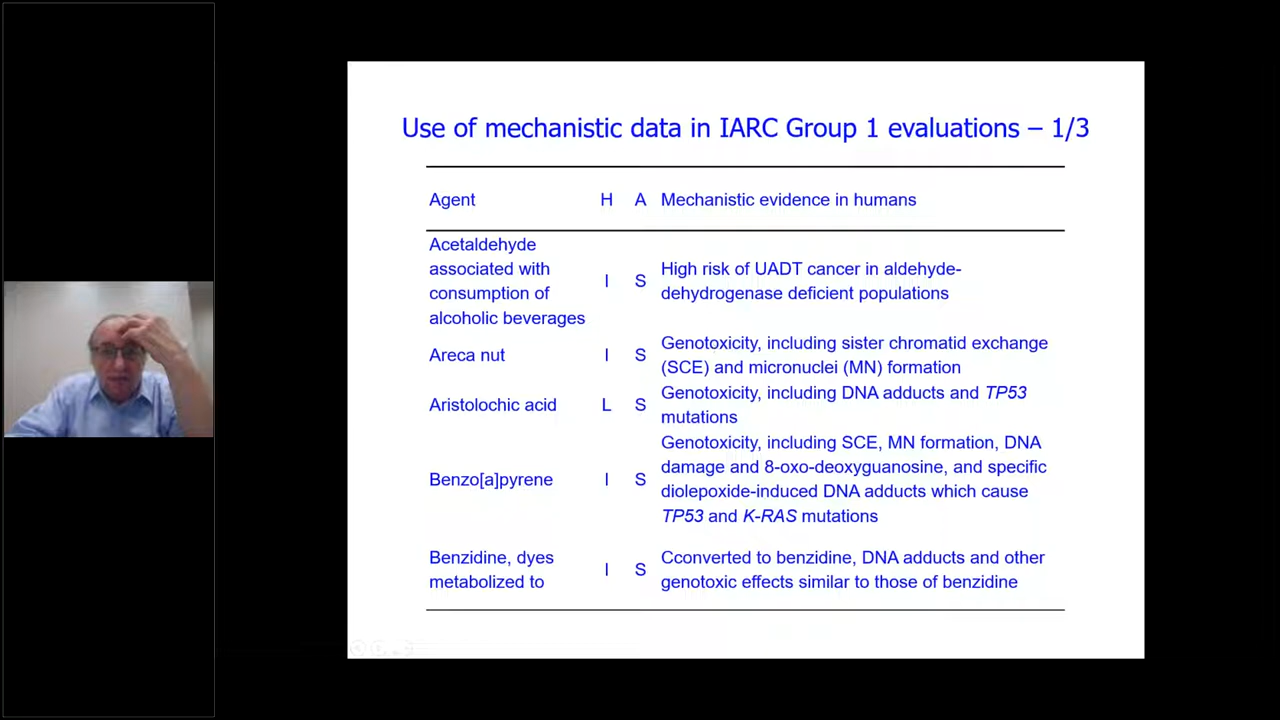 Use of mechanistic data in IARC Group 1 evaluations – 1/3
Agent H A Mechanistic evidence in humans
Acetaldehyde
associated with
consumption of
alcoholic beverages
I S
High risk of UADT cancer in aldehyde-
dehydrogenase deficient populations
Areca nut
I S
Genotoxicity, including sister chromatid exchange
(SCE) and micronuclei (MN) formation
Aristolochic acid
L S
Genotoxicity, including DNA adducts and TP53
mutations
Benzo[a]pyrene
I S
Genotoxicity, including SCE, MN formation, DNA
damage and 8-oxo-deoxyguanosine, and specific
diolepoxide-induced DNA adducts which cause
TP53 and K-RAS mutations
Benzidine, dyes
metabolized to
I S
Cconverted to benzidine, DNA adducts and other
genotoxic effects similar to those of benzidine